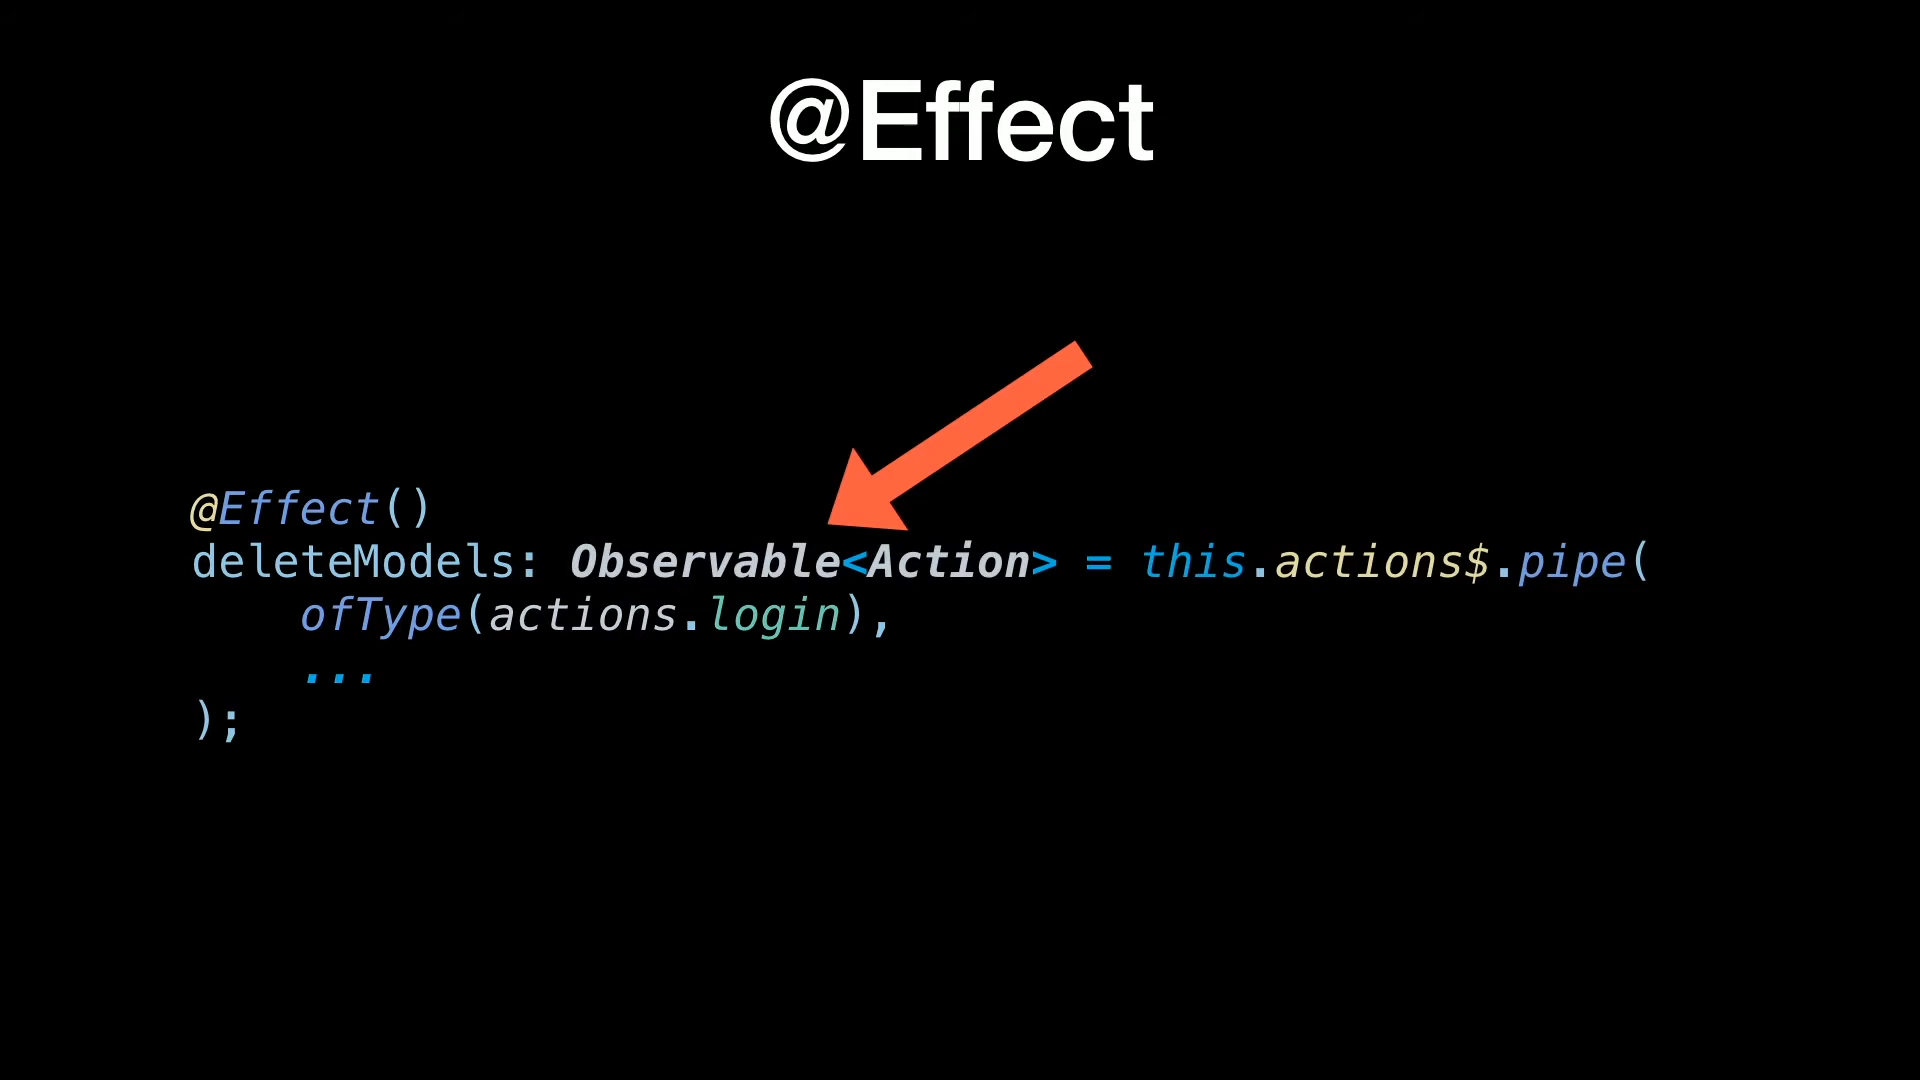 @Effect
@Effect()
deleteModels: Observable<Action> = this.actions$.pipe(
ofType(actions.login),
...
);